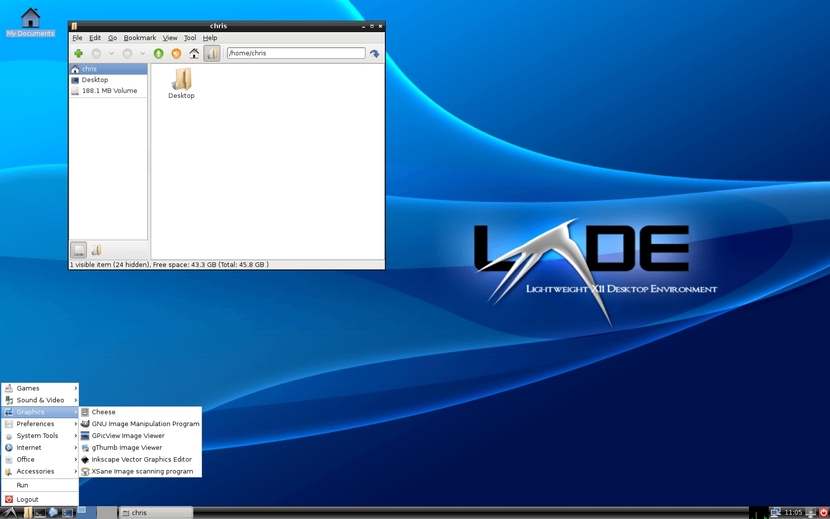 My Documents
chris
File Edit Go Bookmark View Tool Help
/home/chris
chris
Desktop
188.1 MB Volume
Desktop
1 visible item (24 hidden), Free space: 43.3 GB (Total: 45.8 GB )
LXDE
Lightweight X11 Desktop Environment
Games
Sound & Video
Graphics
Preferences
System Tools
Internet
Office
Accessories
Run
Logout
Cheese
GNU Image Manipulation Program
GPicView Image Viewer
gThumb Image Viewer
Inkscape Vector Graphics Editor
XSane Image scanning program
chris
11:05